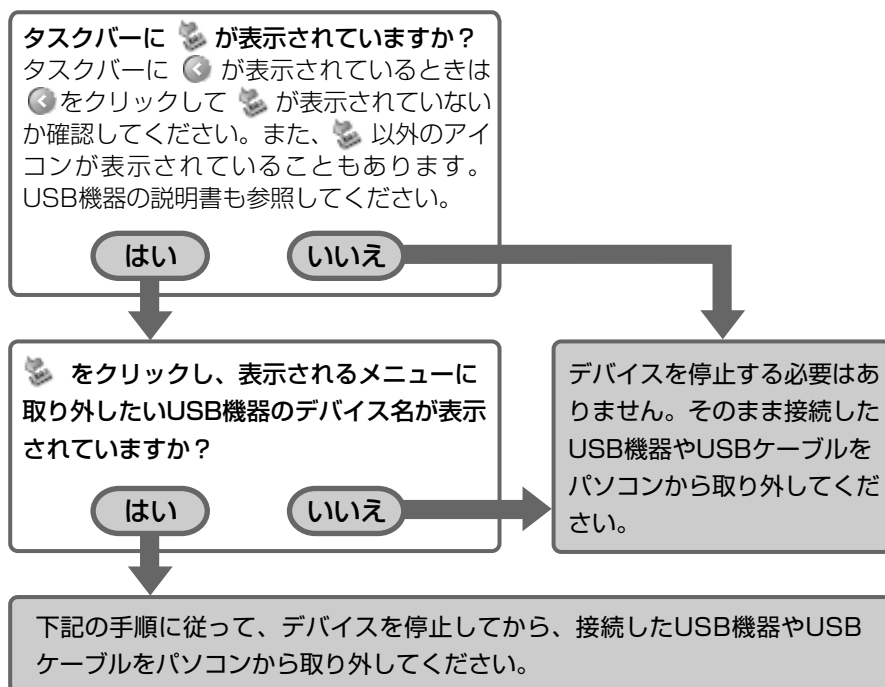 タスクバーに が表示されていますか？
タスクバーに が表示されているときは
をクリックして が表示されていない
か確認してください。また、 以外のアイ
コンが表示されていることもあります。
USB機器の説明書も参照してください。
はい いいえ
をクリックし、表示されるメニューに
取り外したいUSB機器のデバイス名が表示
されていますか？
はい いいえ
デバイスを停止する必要はあ
りません。そのまま接続した
USB機器やUSBケーブルを
パソコンから取り外してくだ
さい。
下記の手順に従って、デバイスを停止してから、接続したUSB機器やUSB
ケーブルをパソコンから取り外してください。